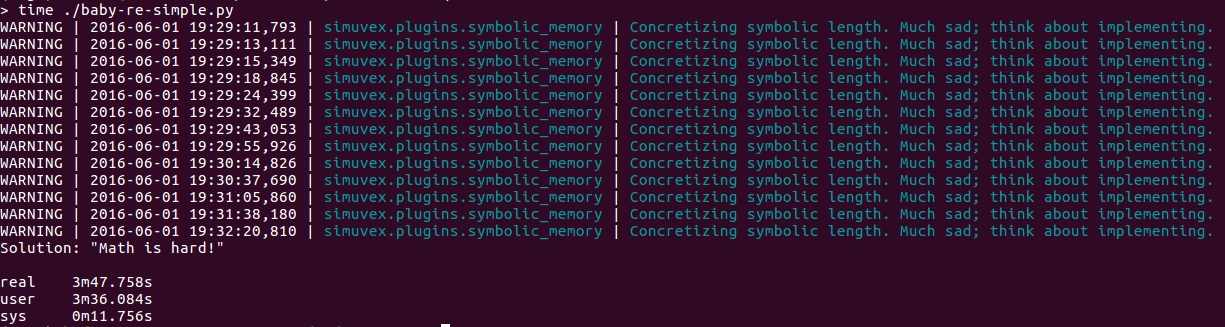 > time ./baby-re-simple.py
WARNING | 2016-06-01 19:29:11,793 | simuvex.plugins.symbolic_memory | Concretizing symbolic length. Much sad; think about implementing.
WARNING | 2016-06-01 19:29:13,111 | simuvex.plugins.symbolic_memory | Concretizing symbolic length. Much sad; think about implementing.
WARNING | 2016-06-01 19:29:15,349 | simuvex.plugins.symbolic_memory | Concretizing symbolic length. Much sad; think about implementing.
WARNING | 2016-06-01 19:29:18,845 | simuvex.plugins.symbolic_memory | Concretizing symbolic length. Much sad; think about implementing.
WARNING | 2016-06-01 19:29:24,399 | simuvex.plugins.symbolic_memory | Concretizing symbolic length. Much sad; think about implementing.
WARNING | 2016-06-01 19:29:32,489 | simuvex.plugins.symbolic_memory | Concretizing symbolic length. Much sad; think about implementing.
WARNING | 2016-06-01 19:29:43,053 | simuvex.plugins.symbolic_memory | Concretizing symbolic length. Much sad; think about implementing.
WARNING | 2016-06-01 19:29:55,926 | simuvex.plugins.symbolic_memory | Concretizing symbolic length. Much sad; think about implementing.
WARNING | 2016-06-01 19:30:14,826 | simuvex.plugins.symbolic_memory | Concretizing symbolic length. Much sad; think about implementing.
WARNING | 2016-06-01 19:30:37,690 | simuvex.plugins.symbolic_memory | Concretizing symbolic length. Much sad; think about implementing.
WARNING | 2016-06-01 19:31:05,860 | simuvex.plugins.symbolic_memory | Concretizing symbolic length. Much sad; think about implementing.
WARNING | 2016-06-01 19:31:38,180 | simuvex.plugins.symbolic_memory | Concretizing symbolic length. Much sad; think about implementing.
WARNING | 2016-06-01 19:32:20,810 | simuvex.plugins.symbolic_memory | Concretizing symbolic length. Much sad; think about implementing.
Solution: "Math is hard!"
real 3m47.758s
user 3m36.084s
sys 0m11.756s